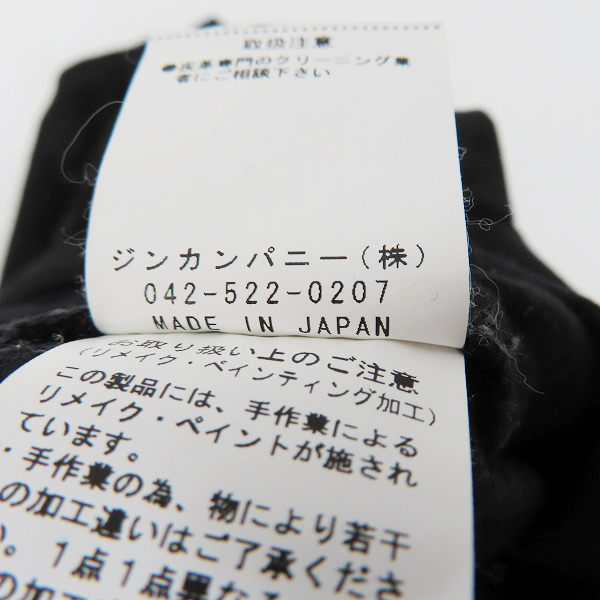 取扱注意
●皮革専門のクリーニング業
者にご相談下さい
ジンカンパニー(株)
042-522-0207
MADE IN JAPAN
お取り扱い上のご注意
(リメイク・ペインティング加工)
この製品には、手作業による
リメイク・ペイントが施され
ています。
・手作業の為、物により若干
の加工違いはご了承くださ
い。1点1点異なる
の加工